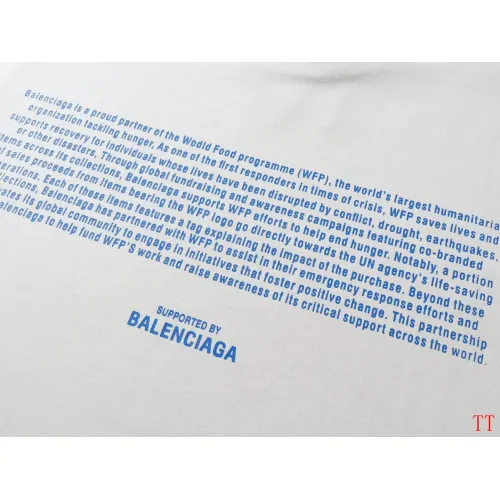 Balenciaga is a proud partner of the Wodld Food programme (WFP), the world's largest humanitaria
organization tackling hunger. As one of the first responders in times of crisis, WFP saves lives and
supports recovery for individuals whose lives have been disrupted by conflict, drought, earthquakes,
or other disasters, Through global fundraising and awareness campaigns featuring co-branded
items across its collections, Balenciaga supports WFP efforts to help end hunger. Notably, a portion
of sales proceeds from items bearing the WFP logo go directly towards the UN agency's life-saving
erations. Each of these items features a tag explaining the impact of the purchase. Beyond these
llections, Balenciaga has partnered with WFP to assist in their emergency response efforts and
rates its global community to engage in initiatives that foster positive change. This partnership
alenciaga to help fund WFP'S work and raise awareness of its critical support across the world.
SUPPORTED BY
BALENCIAGA
TT